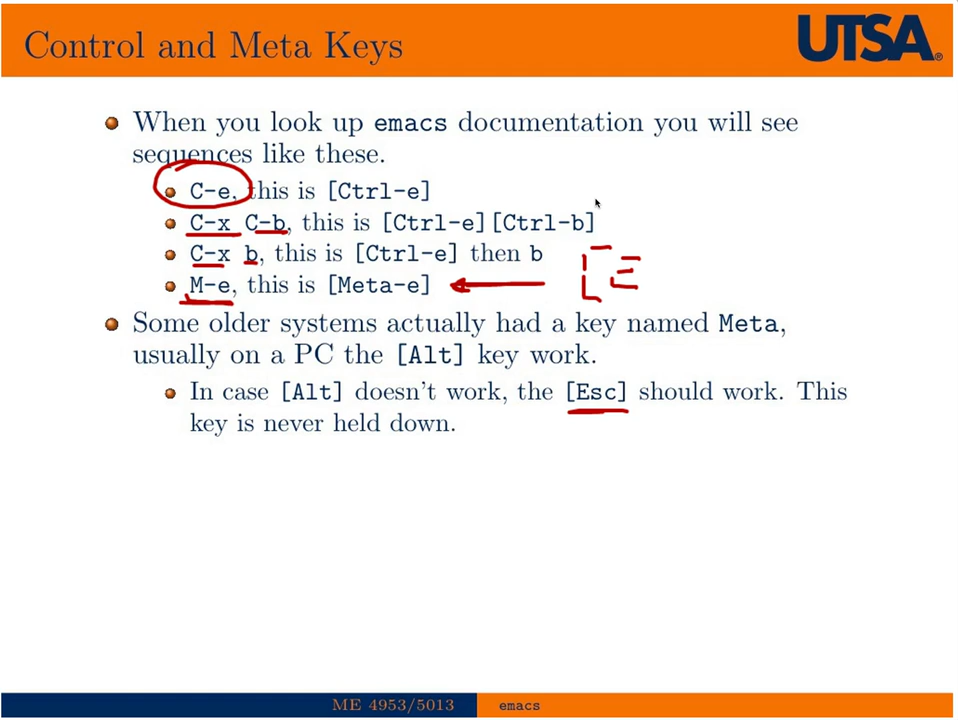 Control and Meta Keys
UTSA®
When you look up emacs documentation you will see
sequences like these.
C-e, this is [Ctrl-e]
C-x C-b, this is [Ctrl-e][Ctrl-b]
C-x b, this is [Ctrl-e] then b
M-e, this is [Meta-e]
Some older systems actually had a key named Meta,
usually on a PC the [Alt] key work.
In case [Alt] doesn't work, the [Esc] should work. This
key is never held down.
ME 4953/5013
emacs